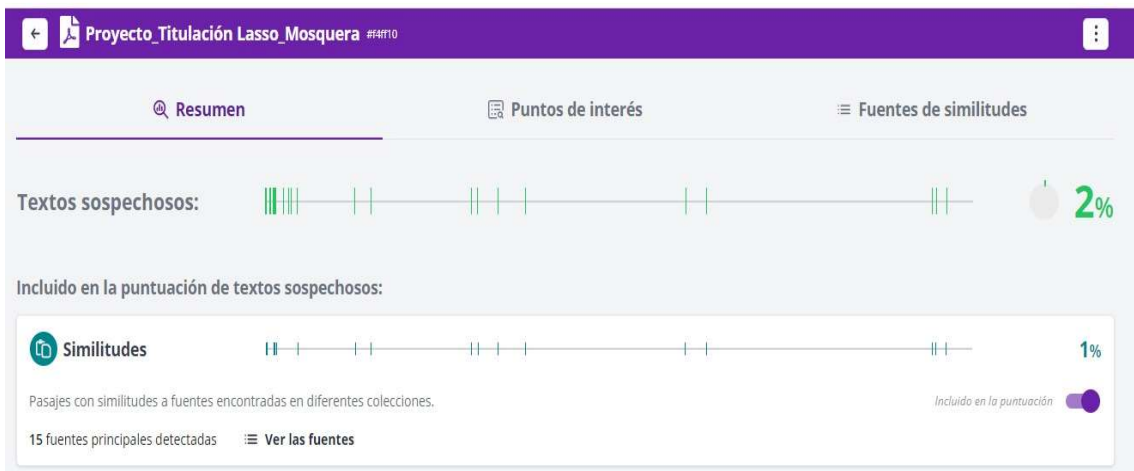 Proyecto_Titulación Lasso_Mosquera #f4ff10
Resumen
Puntos de interés
Fuentes de similitudes
Textos sospechosos:
2%
Incluido en la puntuación de textos sospechosos:
Similitudes
1%
Pasajes con similitudes a fuentes encontradas en diferentes colecciones.
Incluido en la puntuación
15 fuentes principales detectadas
Ver las fuentes